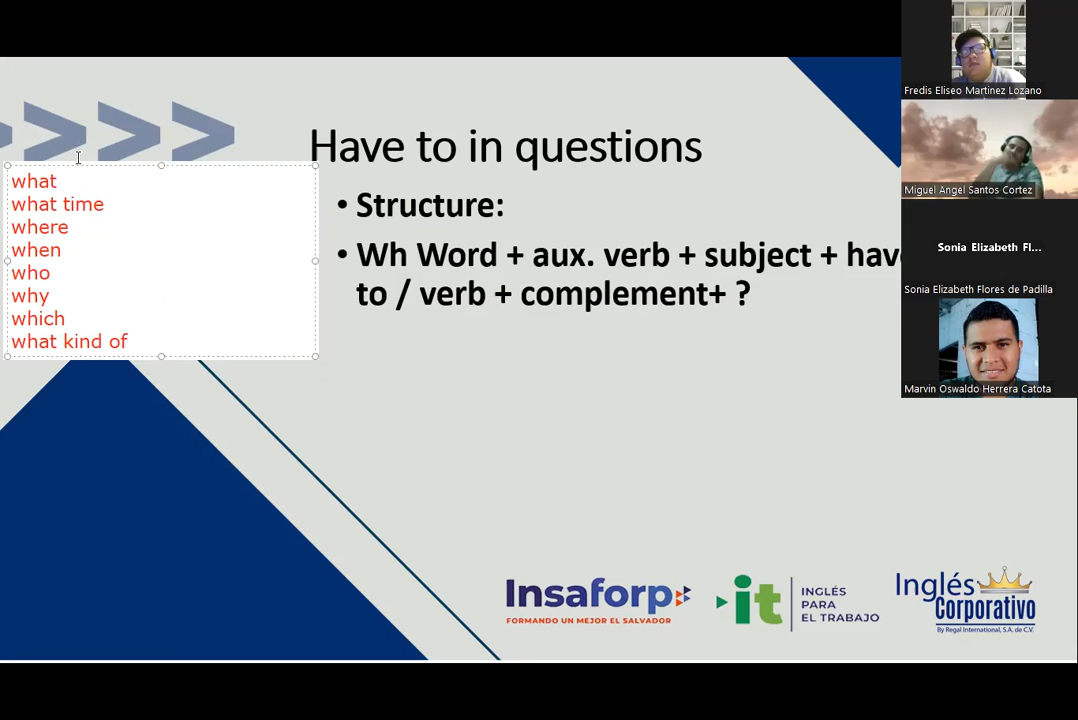 Have to in questions
• Structure:
• Wh Word + aux. verb + subject + hav
to / verb + complement+ ?
what
what time
where
when
who
why
which
what kind of
Fredis Eliseo Martinez Lozano
Miguel Angel Santos Cortez
Sonia Elizabeth Fl...
Sonia Elizabeth Flores de Padilla
Marvin Oswaldo Herrera Catota
Insaforp
FORMANDO UN MEJOR EL SALVADOR
it
INGLÉS
PARA
EL TRABAJO
Inglés
Corporativo
By Regal International, S.A. de C.V.